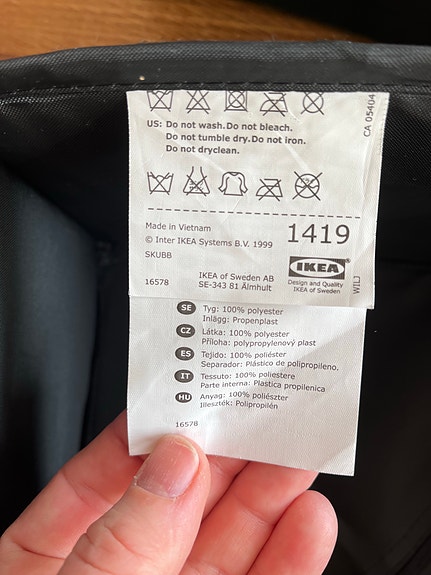 US: Do not wash.Do not bleach.
Do not tumble dry.Do not iron.
Do not dryclean.
CA 05404
Made in Vietnam
© Inter IKEA Systems B.V. 1999
SKUBB
1419
IKEA®
Design and Quality
IKEA of Sweden
16578
IKEA of Sweden AB
SE-343 81 Älmhult
WILJ
SE Tyg: 100% polyester
Inlägg: Propenplast
CZ Látka: 100% polyester
Příloha: polypropylenový plast
ES Tejido: 100% poliéster
Separador: Plástico de polipropileno.
IT Tessuto: 100% poliestere
Parte interna: Plastica propilenica
HU Anyag: 100% poliészter
Illeszték: Polipropilén
16578